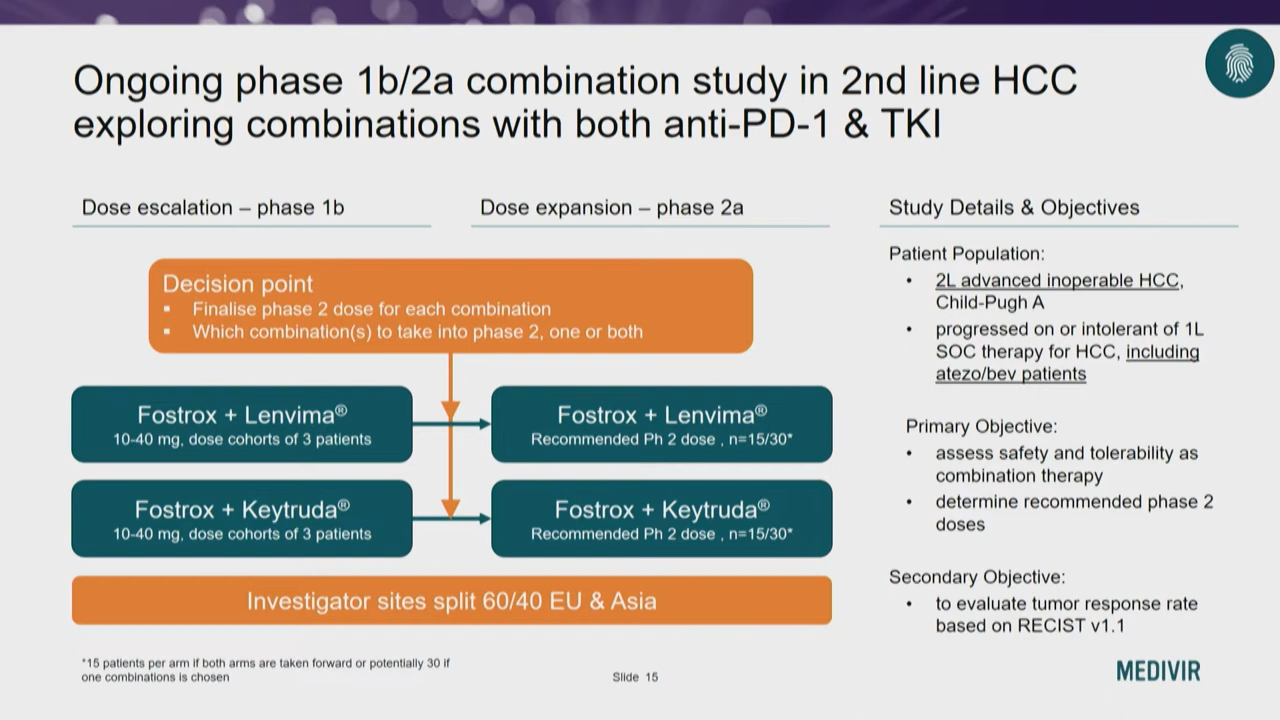 Ongoing phase 1b/2a combination study in 2nd line HCC
exploring combinations with both anti-PD-1 & TKI
Dose escalation – phase 1b
Dose expansion – phase 2a
Study Details & Objectives
Decision point
▪ Finalise phase 2 dose for each combination
▪ Which combination(s) to take into phase 2, one or both
Fostrox + Lenvima®
10-40 mg, dose cohorts of 3 patients
Fostrox + Lenvima®
Recommended Ph 2 dose , n=15/30*
Fostrox + Keytruda®
10-40 mg, dose cohorts of 3 patients
Fostrox + Keytruda®
Recommended Ph 2 dose , n=15/30*
Investigator sites split 60/40 EU & Asia
Patient Population:
• 2L advanced inoperable HCC,
Child-Pugh A
• progressed on or intolerant of 1L
SOC therapy for HCC, including
atezo/bev patients
Primary Objective:
• assess safety and tolerability as
combination therapy
• determine recommended phase 2
doses
Secondary Objective:
• to evaluate tumor response rate
based on RECIST v1.1
*15 patients per arm if both arms are taken forward or potentially 30 if
one combinations is chosen
Slide 15
MEDIVIR